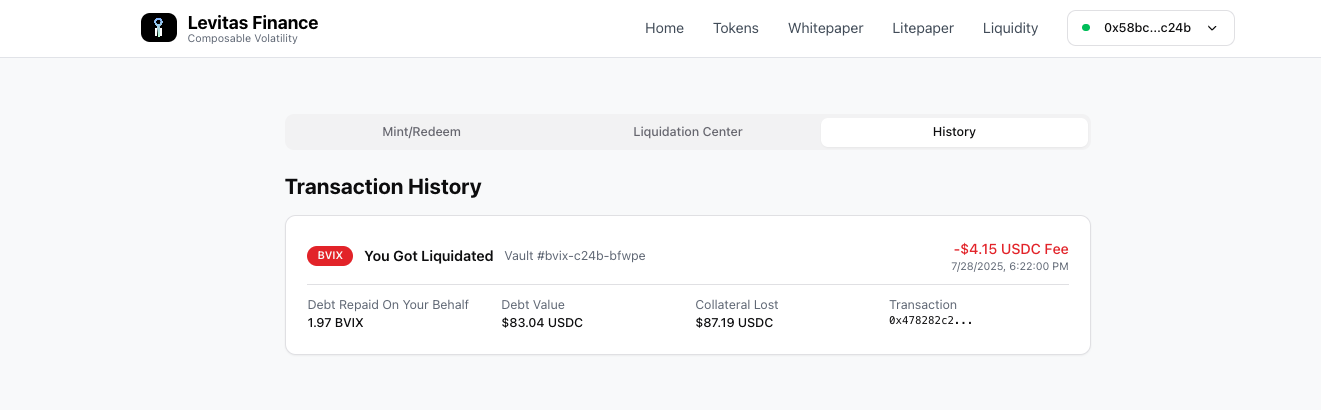 Levitas Finance
Composable Volatility
Home
Tokens
Whitepaper
Litepaper
Liquidity
0x58bc...c24b
Mint/Redeem
Liquidation Center
History
Transaction History
BVIX
You Got Liquidated
Vault #bvix-c24b-bfwpe
-$4.15 USDC Fee
7/28/2025, 6:22:00 PM
Debt Repaid On Your Behalf
1.97 BVIX
Debt Value
$83.04 USDC
Collateral Lost
$87.19 USDC
Transaction
0x478282c2...